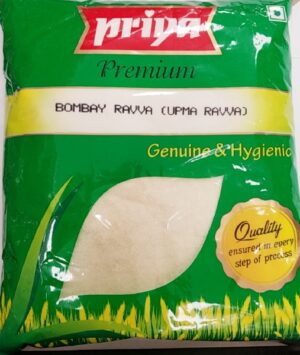 priya
Premium
BOMBAY RAVVA (UPMA RAVVA)
Genuine & Hygienic
Quality
ensured in every
step of process